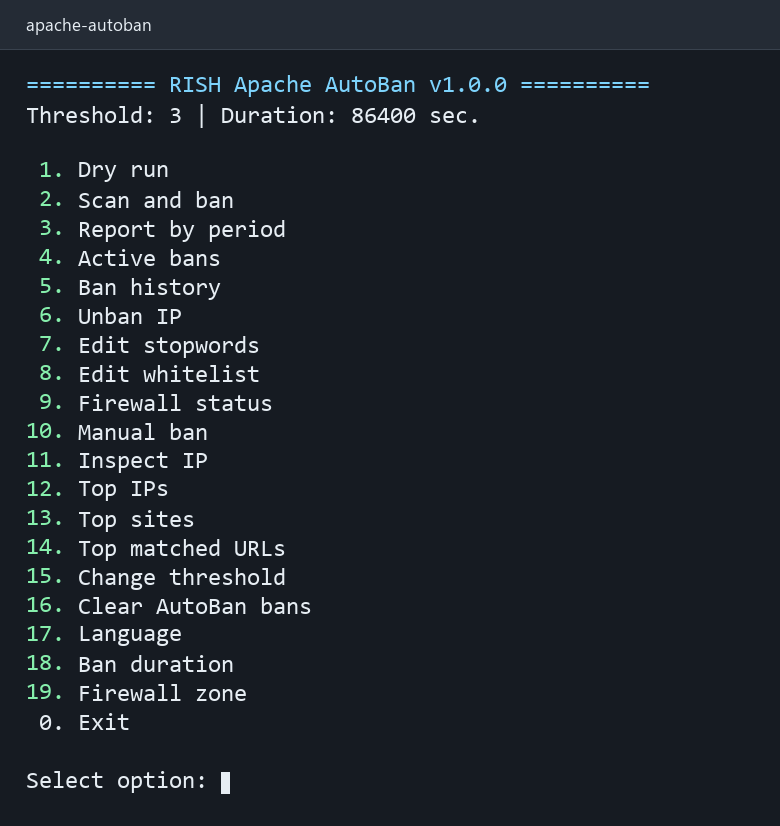 apache-autoban
========== RISH Apache AutoBan v1.0.0 ==========
Threshold: 3 | Duration: 86400 sec.
1. Dry run
2. Scan and ban
3. Report by period
4. Active bans
5. Ban history
6. Unban IP
7. Edit stopwords
8. Edit whitelist
9. Firewall status
10. Manual ban
11. Inspect IP
12. Top IPs
13. Top sites
14. Top matched URLs
15. Change threshold
16. Clear AutoBan bans
17. Language
18. Ban duration
19. Firewall zone
0. Exit
Select option: